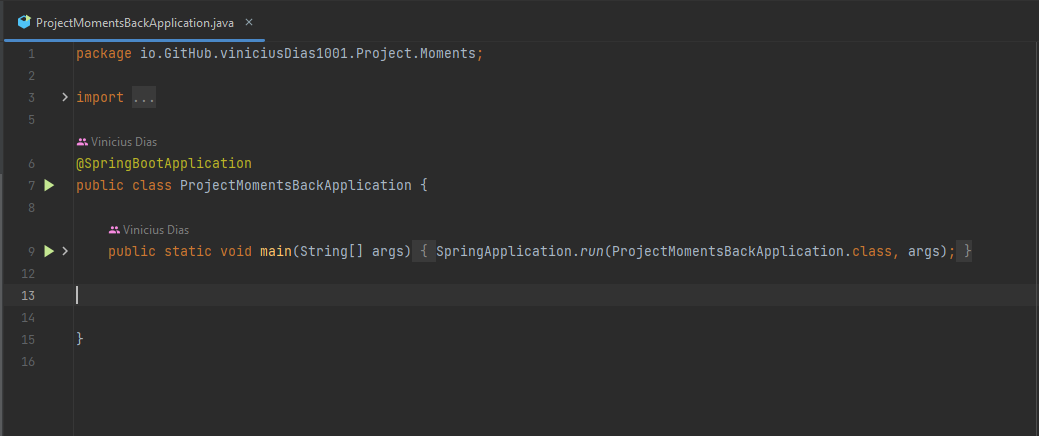 ProjectMomentsBackApplication.java
1 package io.GitHub.viniciusDias1001.Project.Moments;
2
3 import ...
5
Vinicius Dias
6 @SpringBootApplication
7 public class ProjectMomentsBackApplication {
8
Vinicius Dias
9 public static void main(String[] args) { SpringApplication.run(ProjectMomentsBackApplication.class, args); }
12
13
14
15 }
16